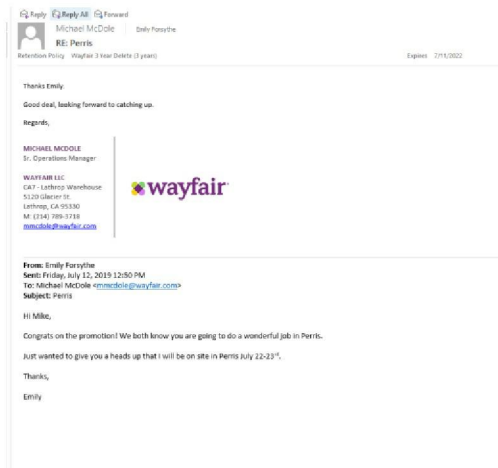 Reply Reply All Forward
Michael McDole Emily Forsythe
RE: Perris
Retention Policy Wayfair 3 Year Delete (3 years) Expires 7/11/2022
Thanks Emily.
Good deal, looking forward to catching up.
Regards,
MICHAEL MCDOLE
Sr. Operations Manager
WAYFAIR LLC
CA7 - Lathrop Warehouse
5120 Glacier St.
Lathrop, CA 95330
M: (214) 789-3718
mmcdole@wayfair.com
wayfair
From: Emily Forsythe
Sent: Friday, July 12, 2019 12:50 PM
To: Michael McDole <mmcdole@wayfair.com>
Subject: Perris
Hi Mike,
Congrats on the promotion! We both know you are going to do a wonderful job in Perris.
Just wanted to give you a heads up that I will be on site in Perris July 22-23rd.
Thanks,
Emily